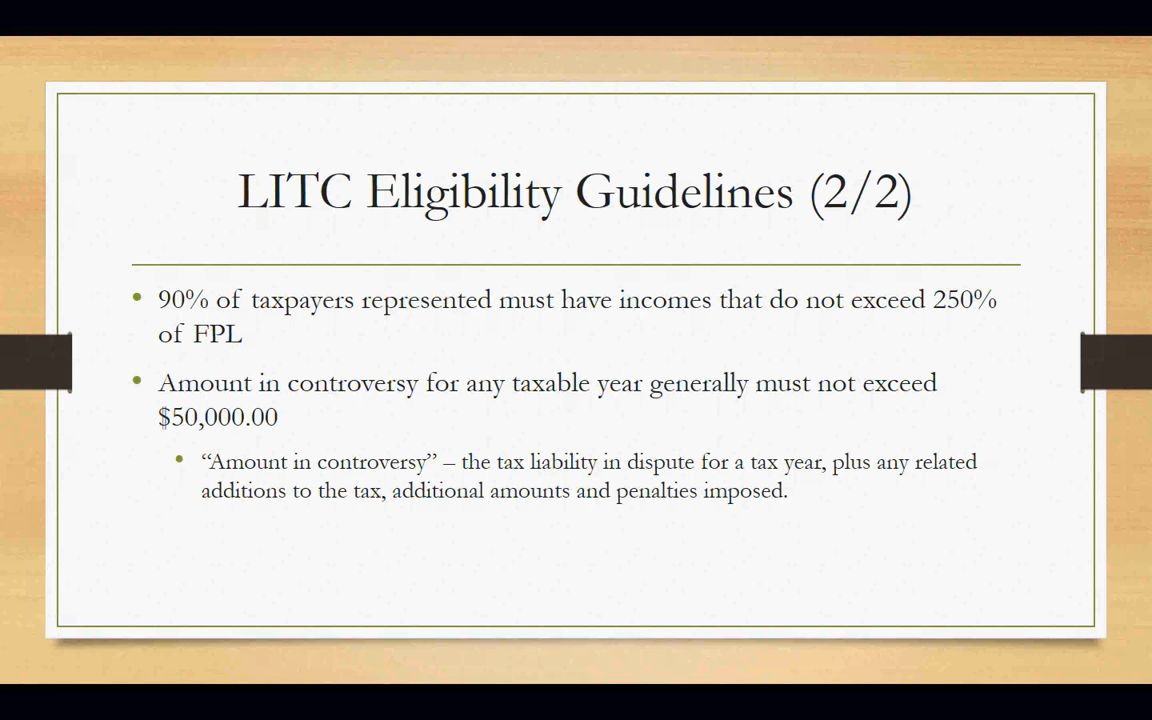 LITC Eligibility Guidelines (2/2)
• 90% of taxpayers represented must have incomes that do not exceed 250%
of FPL
• Amount in controversy for any taxable year generally must not exceed
$50,000.00
• “Amount in controversy” – the tax liability in dispute for a tax year, plus any related
additions to the tax, additional amounts and penalties imposed.